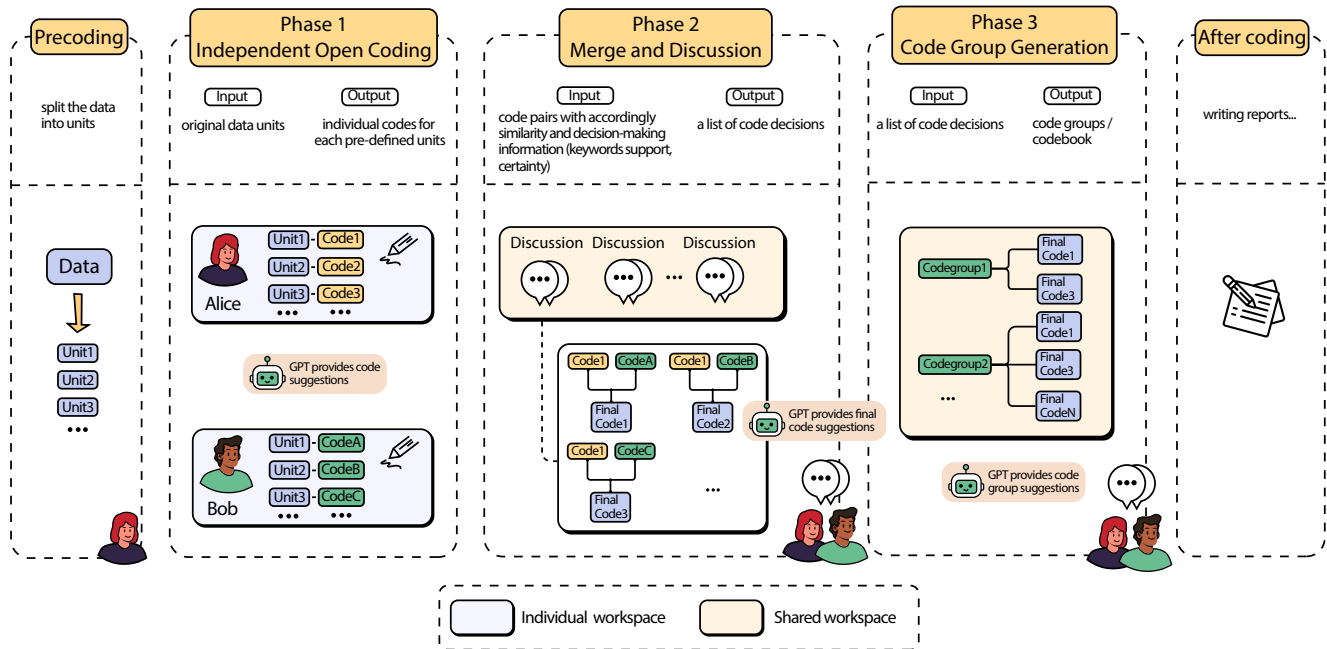 Precoding
split the data
into units
Data
Unit1
Unit2
Unit3
•••
Phase 1
Independent Open Coding
Input
Output
original data units
individual codes for
each pre-defined units
Unit1 - Code1
Unit2 - Code2
Unit3 - Code3
••• •••
Alice
GPT provides code
suggestions
Unit1 - CodeA
Unit2 - CodeB
Unit3 - CodeC
••• •••
Bob
Phase 2
Merge and Discussion
Input
Output
code pairs with accordingly
similarity and decision-making
information (keywords support,
certainty)
a list of code decisions
Discussion Discussion Discussion
•••
Code1 CodeA
Final
Code1
Code1 CodeB
Final
Code2
Code1 CodeC
Final
Code3
...
GPT provides final
code suggestions
Phase 3
Code Group Generation
Input
Output
a list of code decisions
code groups /
codebook
Codegroup1
Final
Code1
Final
Code3
Codegroup2
Final
Code1
Final
Code3
Final
CodeN
...
GPT provides code
group suggestions
After coding
writing reports...
Individual workspace
Shared workspace